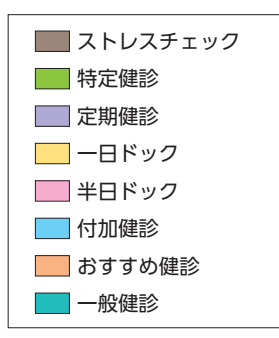 ストレスチェック
特定健診
定期健診
一日ドック
半日ドック
付加健診
おすすめ健診
一般健診